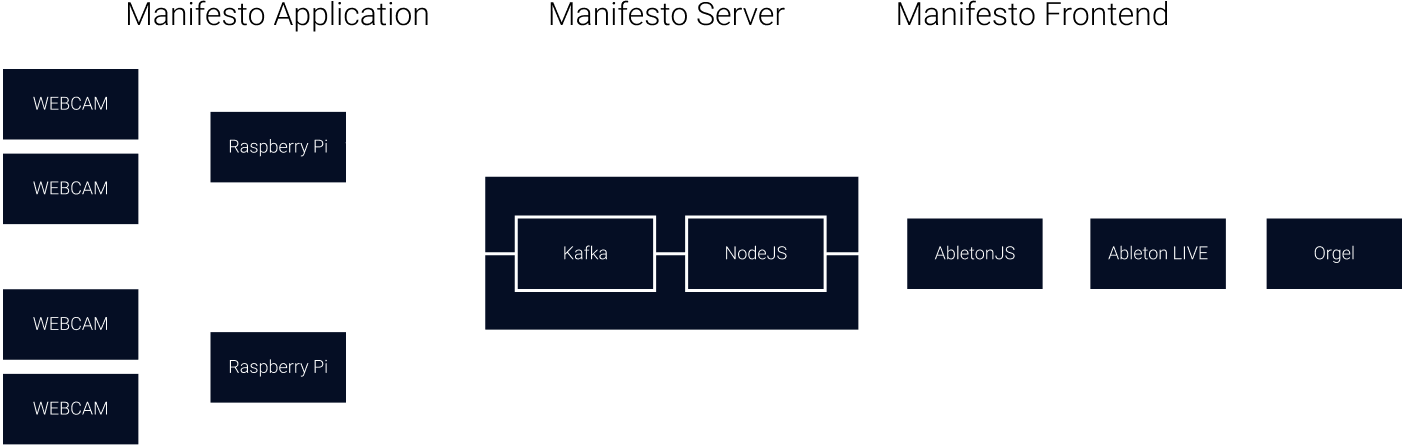 Manifesto Application
Manifesto Server
Manifesto Frontend
WEBCAM
WEBCAM
Raspberry Pi
WEBCAM
WEBCAM
Raspberry Pi
Kafka
NodeJS
AbletonJS
Ableton LIVE
Orgel